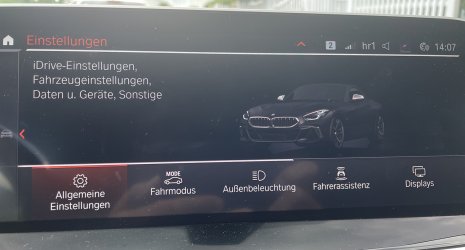 Einstellungen
2 hr1 14:07
iDrive-Einstellungen,
Fahrzeugeinstellungen,
Daten u. Geräte, Sonstige
Allgemeine
Einstellungen
MODE
Fahrmodus
Außenbeleuchtung
Fahrerassistenz
Displays